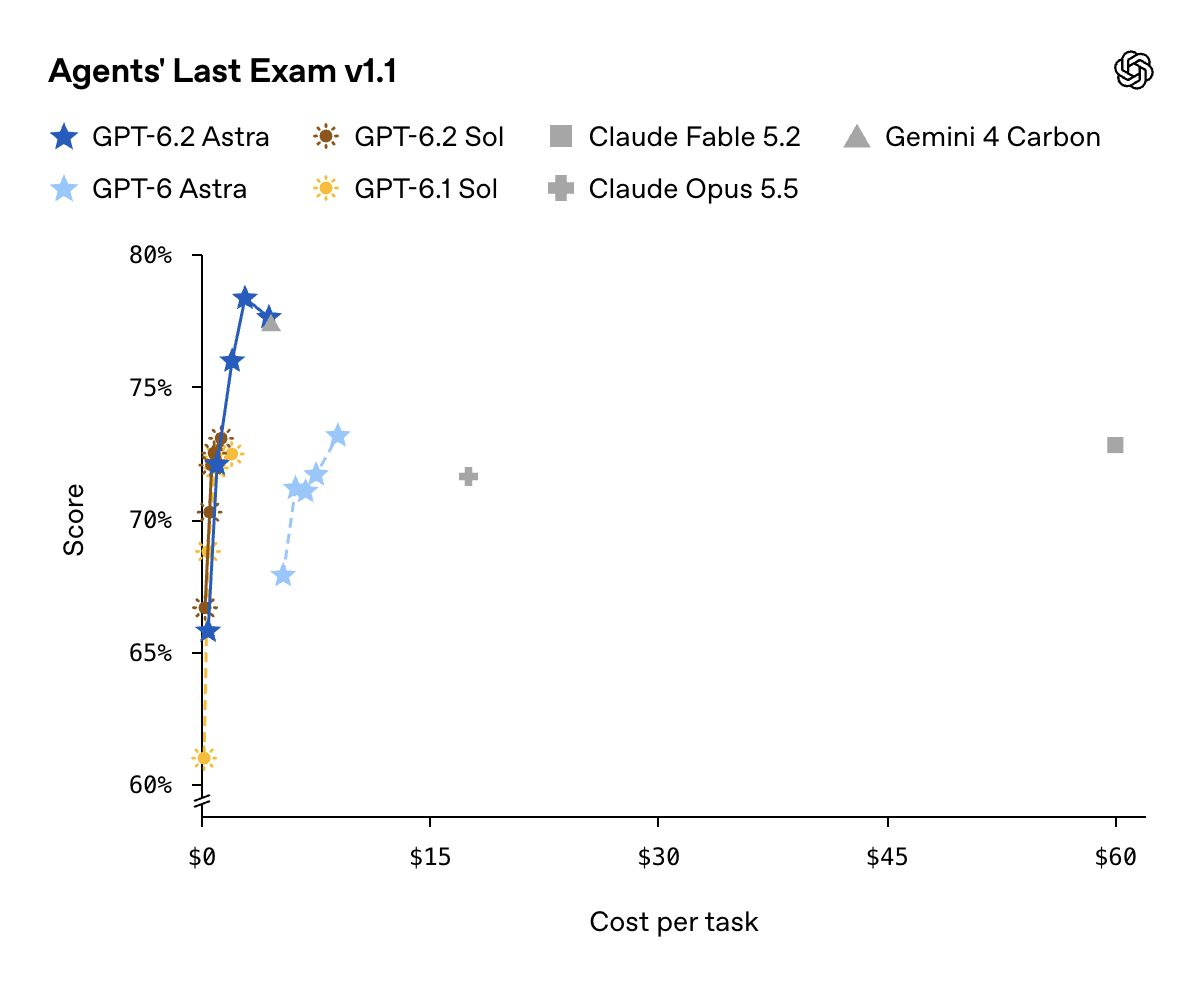 Agents' Last Exam v1.1
GPT-6.2 Astra
GPT-6.2 Sol
Claude Fable 5.2
Gemini 4 Carbon
GPT-6 Astra
GPT-6.1 Sol
Claude Opus 5.5
80%
75%
70%
65%
60%
Score
$0
$15
$30
$45
$60
Cost per task